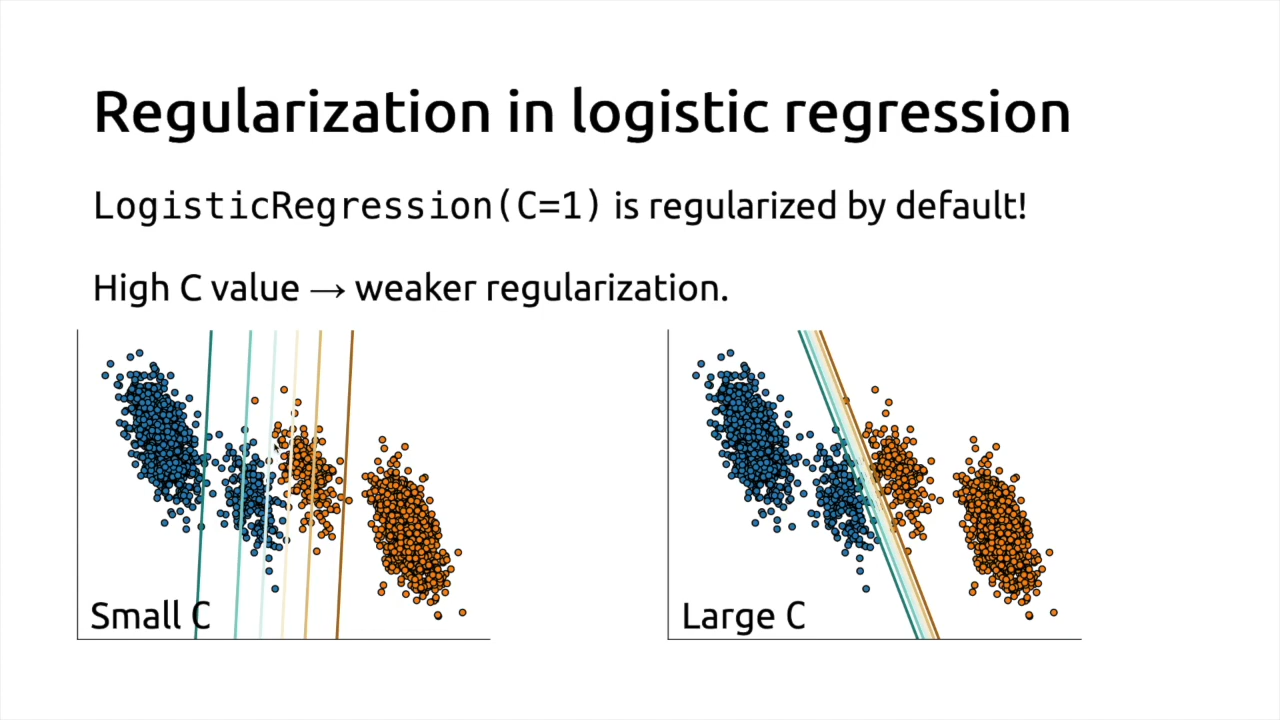 Regularization in logistic regression
LogisticRegression(C=1) is regularized by default!
High C value → weaker regularization.
Small C
Large C